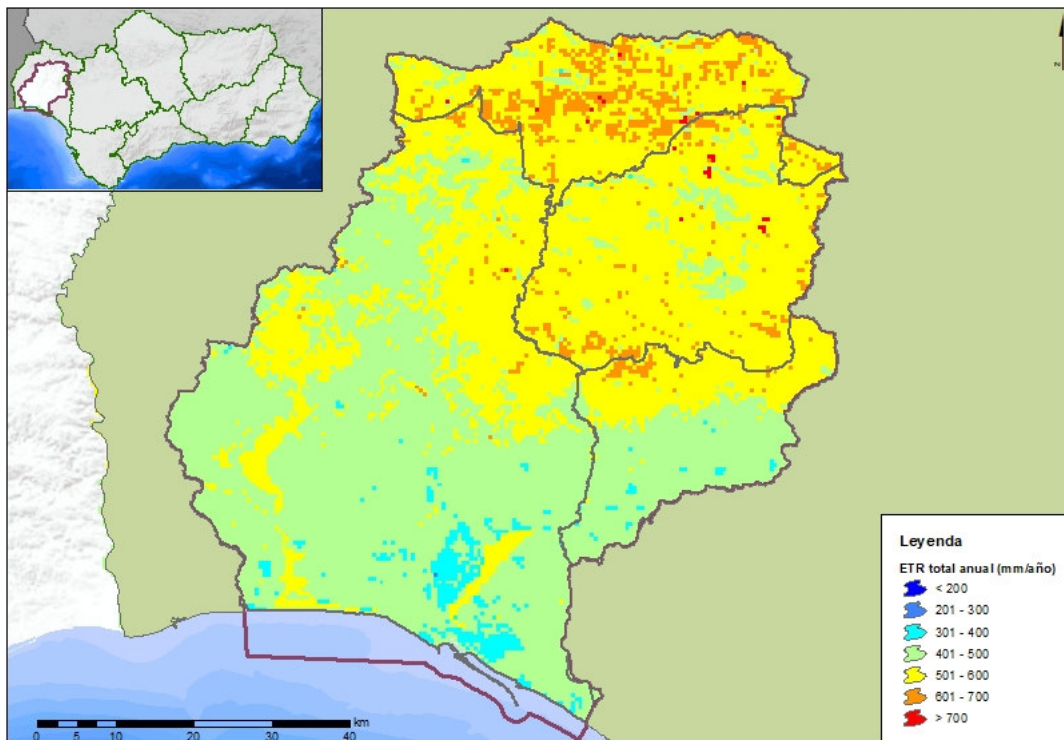 N
Leyenda
ETR total anual (mm/año)
< 200
201 - 300
301 - 400
401 - 500
501 - 600
601 - 700
> 700
km
0 5 10 20 30 40